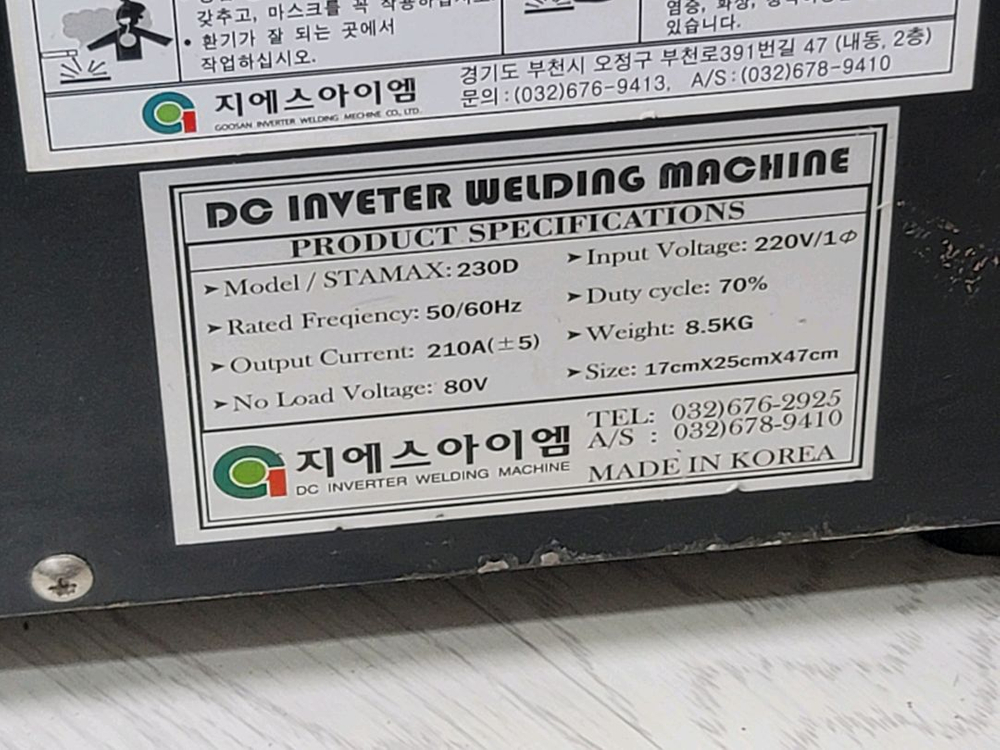 갖추고, 마스크를 꼭 착용하십시오.
• 환기가 잘 되는 곳에서
작업하십시오.
염증, 화상,
있습니다.
지에스아이엠
GOOSAN INVERTER WELDING MECHINE CO., LTD.
경기도 부천시 오정구 부천로391번길 47 (내동, 2층)
문의:(032)676-9413, A/S:(032)678-9410
DC INVETER WELDING MACHINE
PRODUCT SPECIFICATIONS
➤Model / STAMAX: 230D
➤Rated Freqiency: 50/60Hz
➤Output Current: 210A(±5)
➤No Load Voltage: 80V
➤Input Voltage: 220V/1Φ
➤Duty cycle: 70%
➤Weight: 8.5KG
➤Size: 17cmX25cmX47cm
지에스아이엠
DC INVERTER WELDING MACHINE
TEL: 032)676-2925
A/S : 032)678-9410
MADE IN KOREA